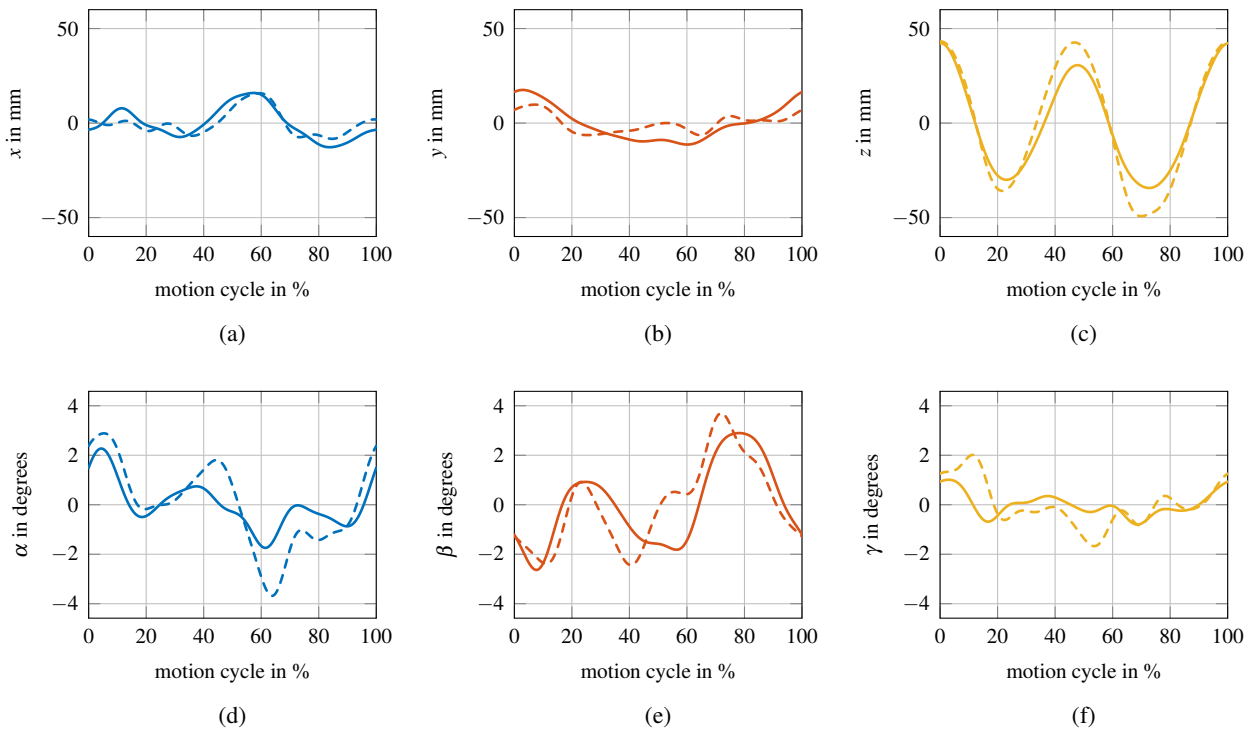 50
0
−50
x in mm
0 20 40 60 80 100
motion cycle in %
(a)
50
0
−50
y in mm
0 20 40 60 80 100
motion cycle in %
(b)
50
0
−50
z in mm
0 20 40 60 80 100
motion cycle in %
(c)
4
2
0
−2
−4
α in degrees
0 20 40 60 80 100
motion cycle in %
(d)
4
2
0
−2
−4
β in degrees
0 20 40 60 80 100
motion cycle in %
(e)
4
2
0
−2
−4
γ in degrees
0 20 40 60 80 100
motion cycle in %
(f)